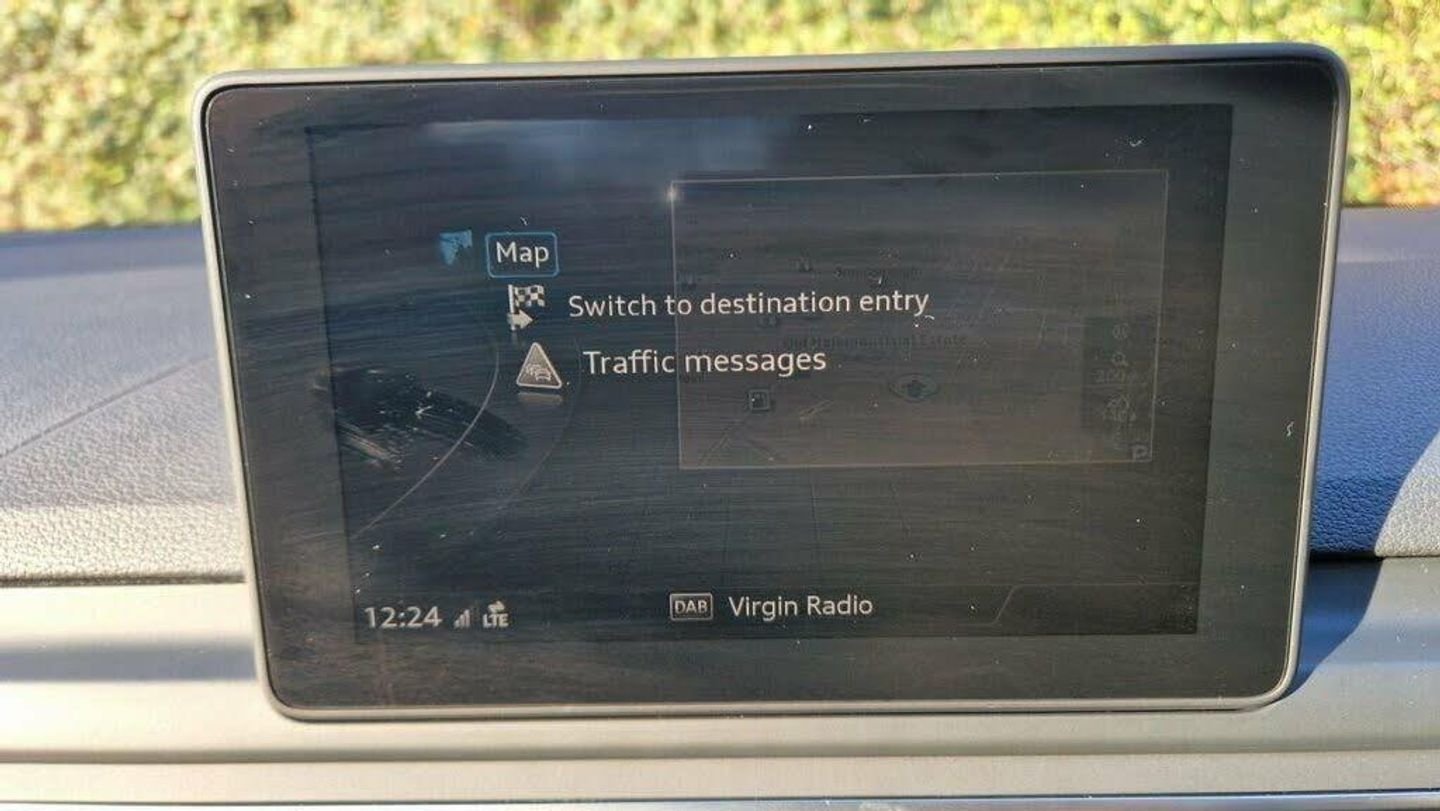 Map
Switch to destination entry
Traffic messages
12:24 LTE
DAB Virgin Radio